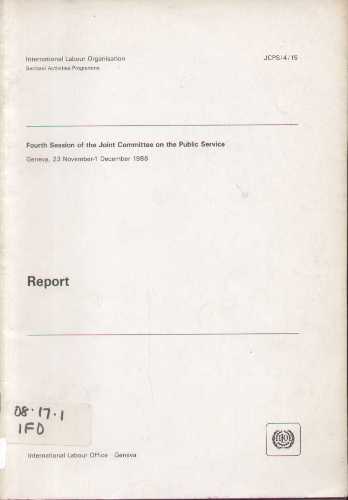 International Labour Organisation
JCPS/4/15
Sectoral Activities Programme
Fourth Session of the Joint Committee on the Public Service
Geneva, 23 November-1 December 1988
Report
08·17·1
IFD
International Labour Office Geneva